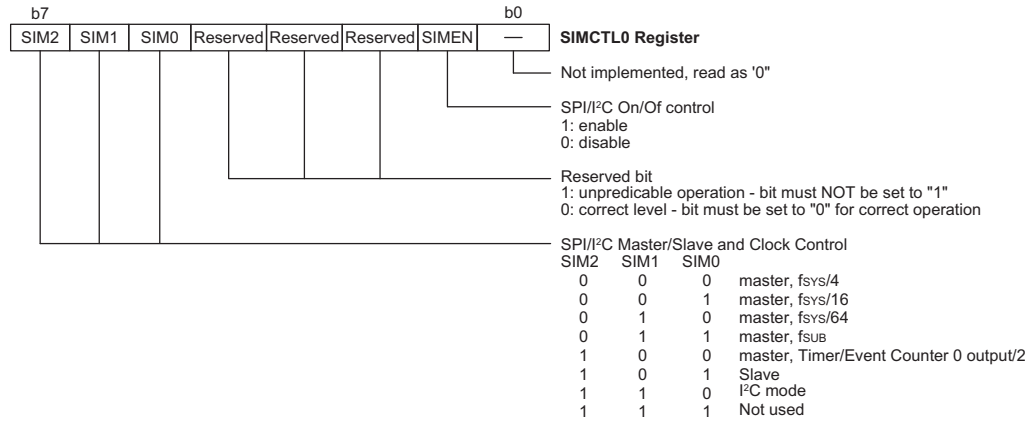 b7 b0
SIM2 SIM1 SIM0 Reserved Reserved Reserved SIMEN — SIMCTL0 Register
Not implemented, read as '0"
SPI/I²C On/Of control
1: enable
0: disable
Reserved bit
1: unpredicable operation - bit must NOT be set to "1"
0: correct level - bit must be set to "0" for correct operation
SPI/I²C Master/Slave and Clock Control
SIM2 SIM1 SIM0
0 0 0 master, fSYS/4
0 0 1 master, fSYS/16
0 1 0 master, fSYS/64
0 1 1 master, fSUB
1 0 0 master, Timer/Event Counter 0 output/2
1 0 1 Slave
1 1 0 I²C mode
1 1 1 Not used